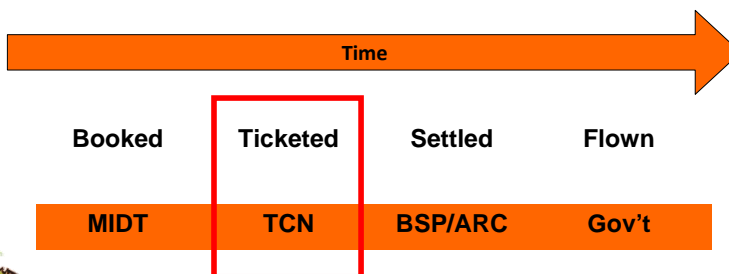 Time
Booked Ticketed Settled Flown
MIDT TCN BSP/ARC Gov’t